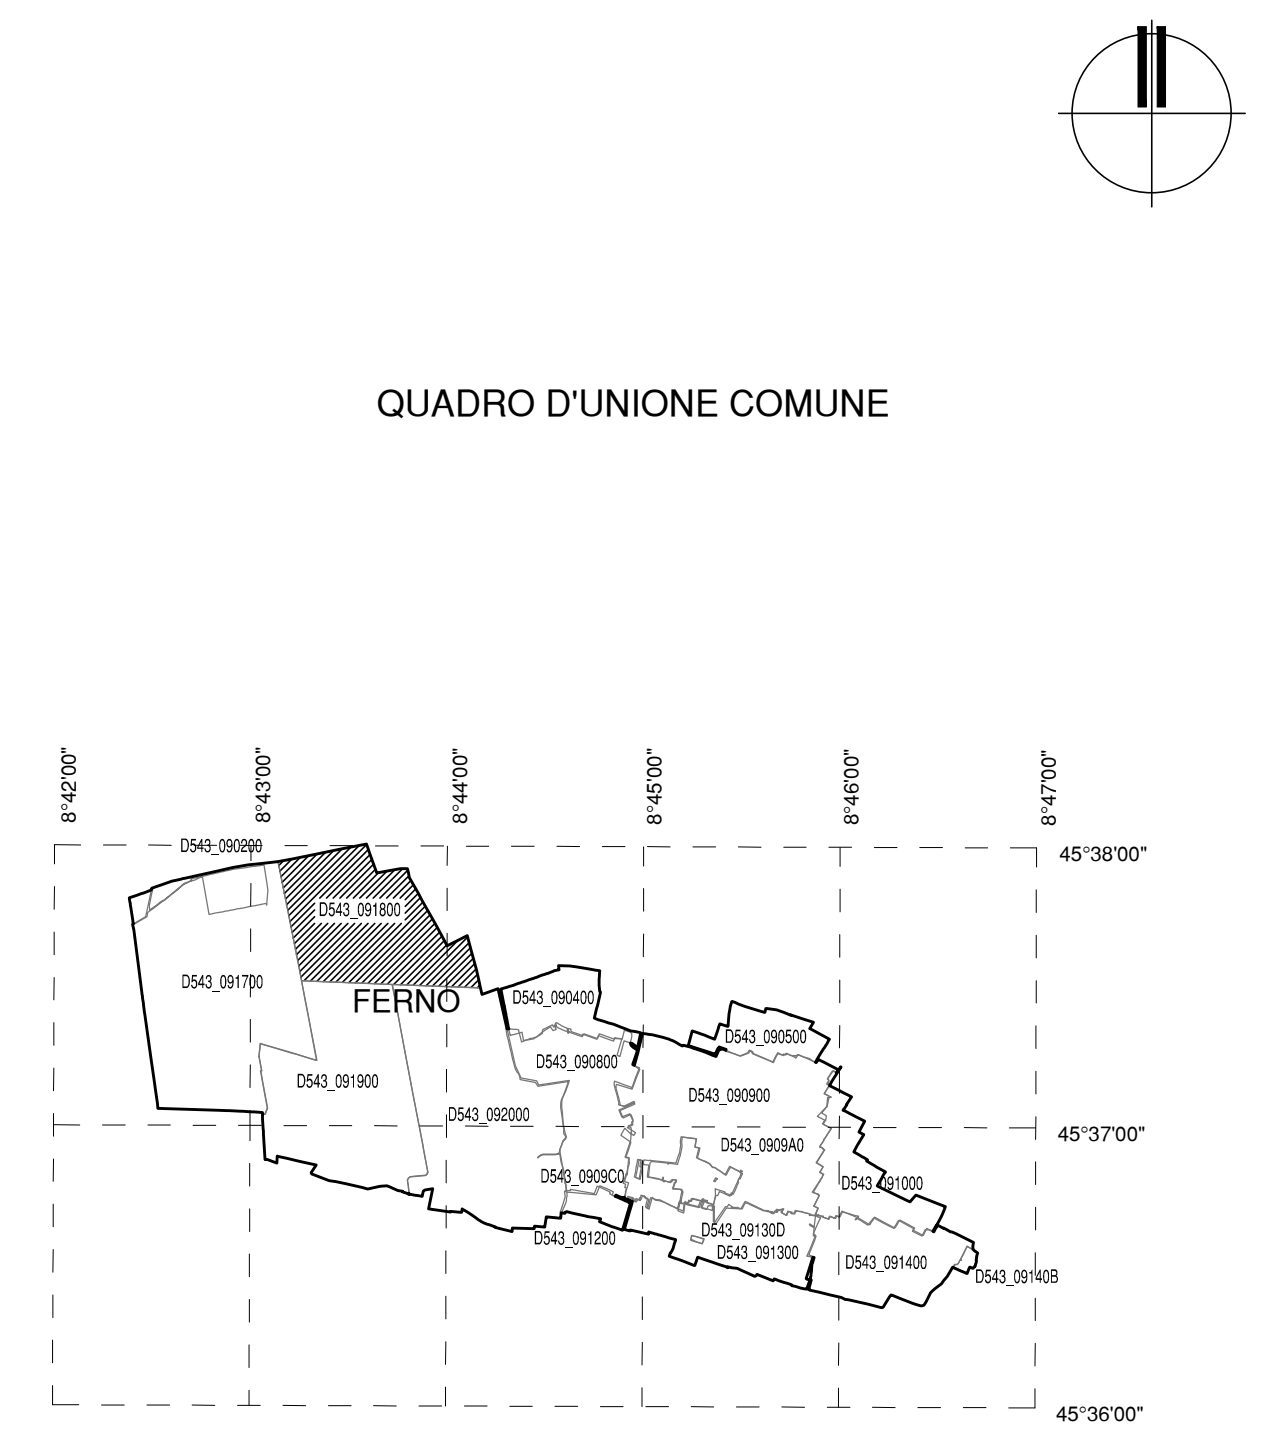 QUADRO D'UNIONE COMUNE
8°42'00"
8°43'00"
8°44'00"
8°45'00"
8°46'00"
8°47'00"
D543_090200
45°38'00"
D543_091800
D543_091700
D543_090400
FERNO
D543_090500
D543_090800
D543_091900
D543_090900
D543_092000
45°37'00"
D543_0909A0
D543_0909C0
D543_091000
D543_09130D
D543_091200
D543_091300
D543_091400
D543_09140B
45°36'00"